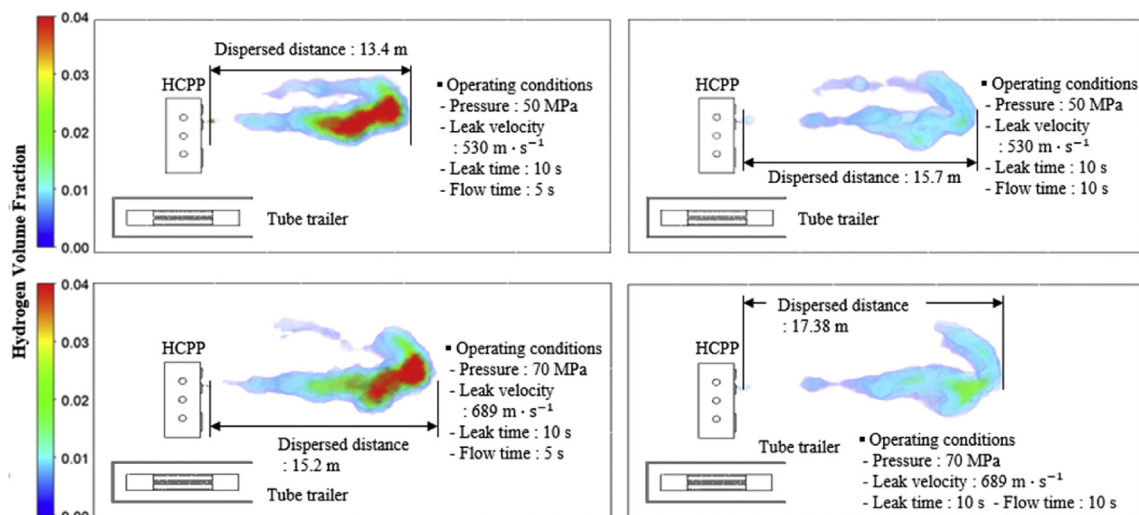 Hydrogen Volume Fraction
0.04
0.03
0.02
0.01
0.00
Dispersed distance : 13.4 m
HCPP
▪ Operating conditions
- Pressure : 50 MPa
- Leak velocity
: 530 m · s⁻¹
- Leak time : 10 s
- Flow time : 5 s
Tube trailer
HCPP
▪ Operating conditions
- Pressure : 50 MPa
- Leak velocity
: 530 m · s⁻¹
- Leak time : 10 s
- Flow time : 10 s
Dispersed distance : 15.7 m
Tube trailer
0.04
0.03
0.02
0.01
0.00
HCPP
▪ Operating conditions
- Pressure : 70 MPa
- Leak velocity
: 689 m · s⁻¹
- Leak time : 10 s
- Flow time : 5 s
Dispersed distance
: 15.2 m
Tube trailer
Dispersed distance
: 17.38 m
HCPP
Tube trailer
▪ Operating conditions
- Pressure : 70 MPa
- Leak velocity : 689 m · s⁻¹
- Leak time : 10 s - Flow time : 10 s